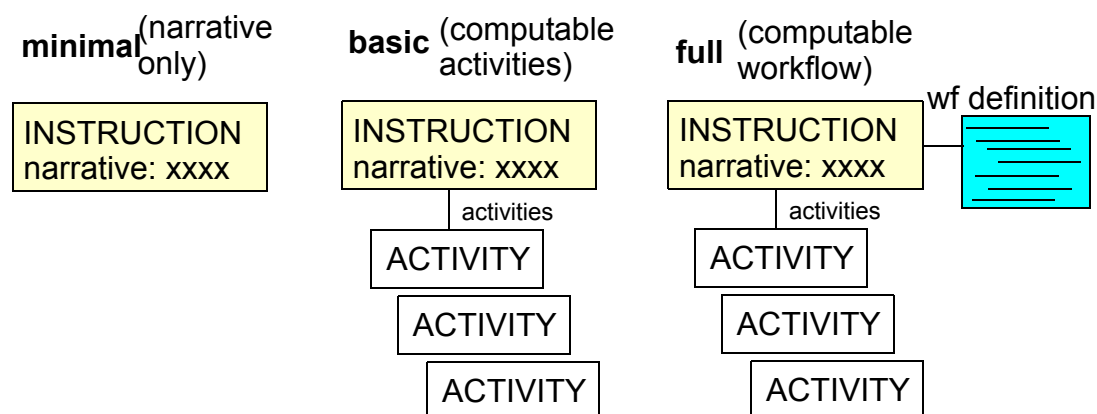 minimal (narrative
only)
INSTRUCTION
narrative: xxxx
basic (computable
activities)
INSTRUCTION
narrative: xxxx
activities
ACTIVITY
ACTIVITY
ACTIVITY
full (computable
workflow)
wf definition
INSTRUCTION
narrative: xxxx
activities
ACTIVITY
ACTIVITY
ACTIVITY